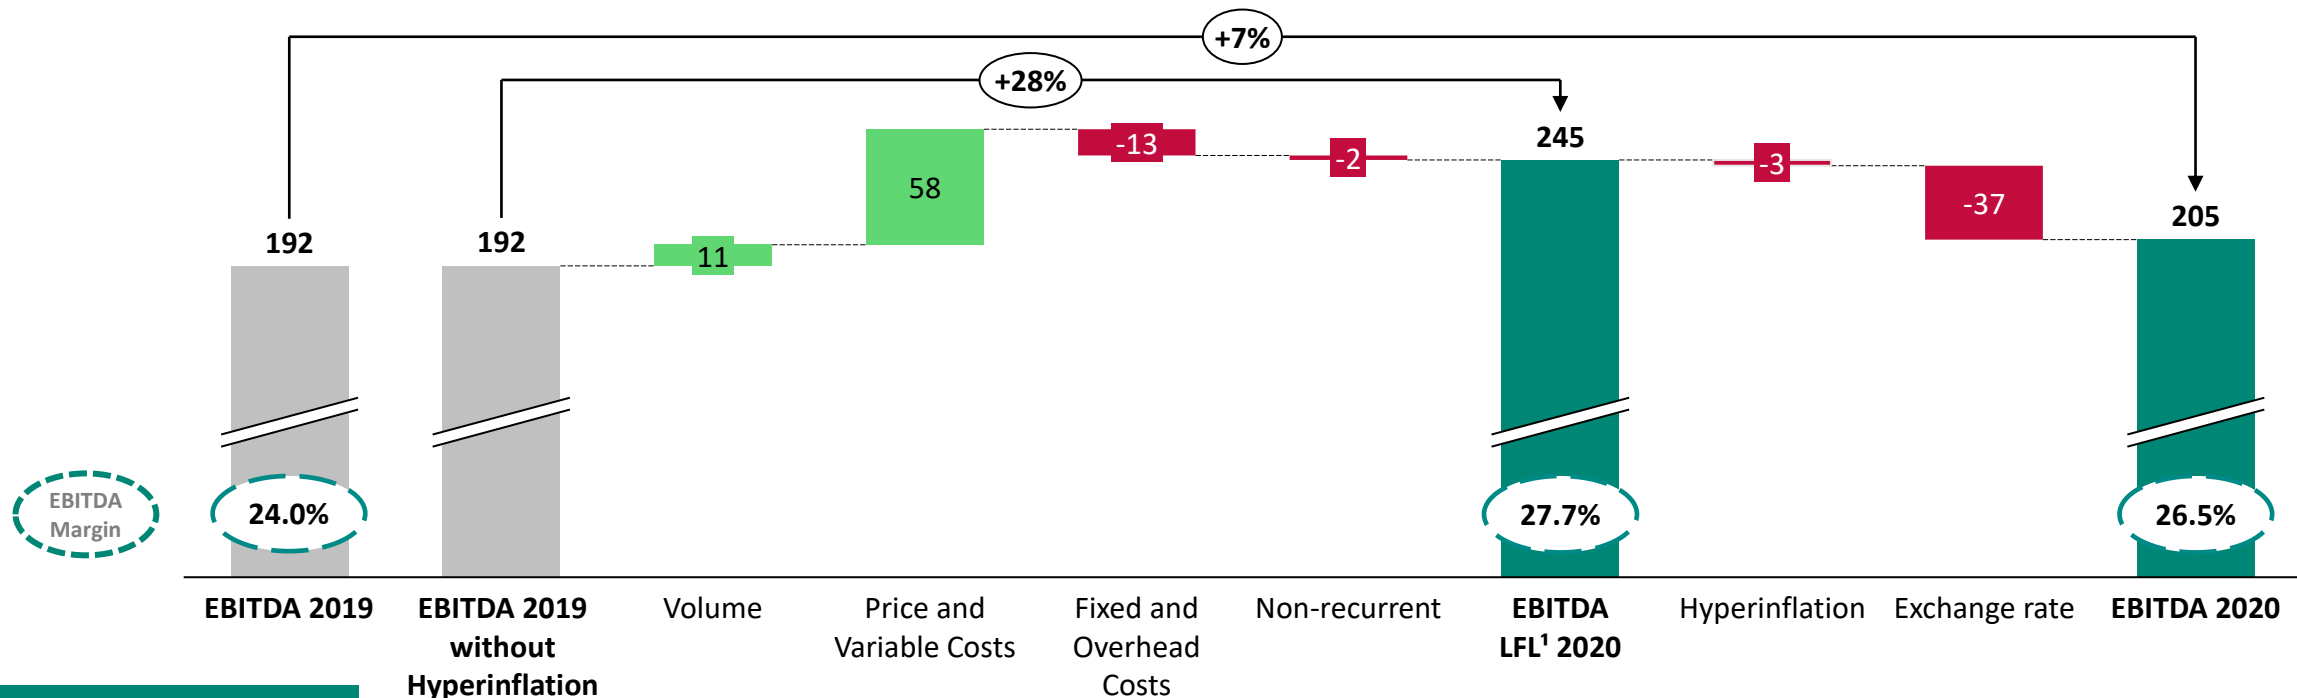 +7%
+28%
192
192
11
58
-13
-2
245
-3
-37
205
EBITDA
Margin
24.0%
27.7%
26.5%
EBITDA 2019
EBITDA 2019
without
Hyperinflation
Volume
Price and
Variable Costs
Fixed and
Overhead
Costs
Non-recurrent
EBITDA
LFL¹ 2020
Hyperinflation
Exchange rate
EBITDA 2020